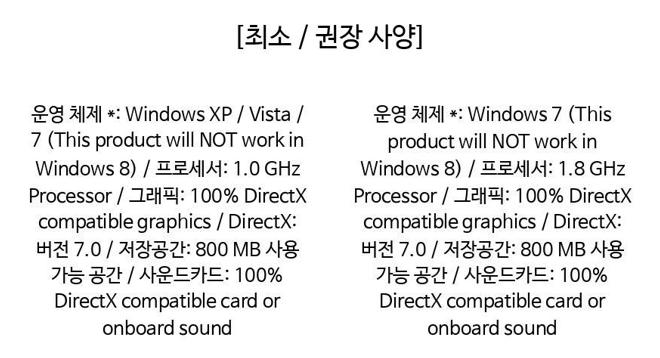 [최소 / 권장 사양]
운영 체제 *: Windows XP / Vista /
7 (This product will NOT work in
Windows 8) / 프로세서: 1.0 GHz
Processor / 그래픽: 100% DirectX
compatible graphics / DirectX:
버전 7.0 / 저장공간: 800 MB 사용
가능 공간 / 사운드카드: 100%
DirectX compatible card or
onboard sound
운영 체제 *: Windows 7 (This
product will NOT work in
Windows 8) / 프로세서: 1.8 GHz
Processor / 그래픽: 100% DirectX
compatible graphics / DirectX:
버전 7.0 / 저장공간: 800 MB 사용
가능 공간 / 사운드카드: 100%
DirectX compatible card or
onboard sound